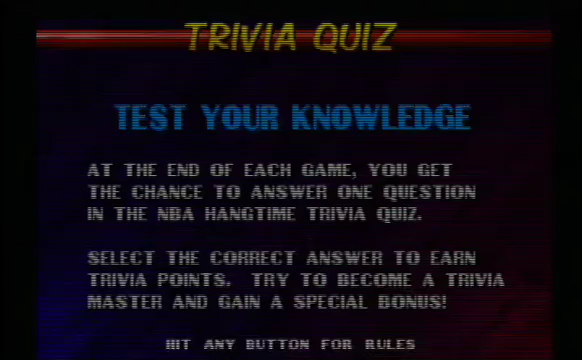 TRIVIA QUIZ
TEST YOUR KNOWLEDGE
AT THE END OF EACH GAME, YOU GET
THE CHANCE TO ANSWER ONE QUESTION
IN THE NBA HANGTIME TRIVIA QUIZ.
SELECT THE CORRECT ANSWER TO EARN
TRIVIA POINTS. TRY TO BECOME A TRIVIA
MASTER AND GAIN A SPECIAL BONUS!
HIT ANY BUTTON FOR RULES